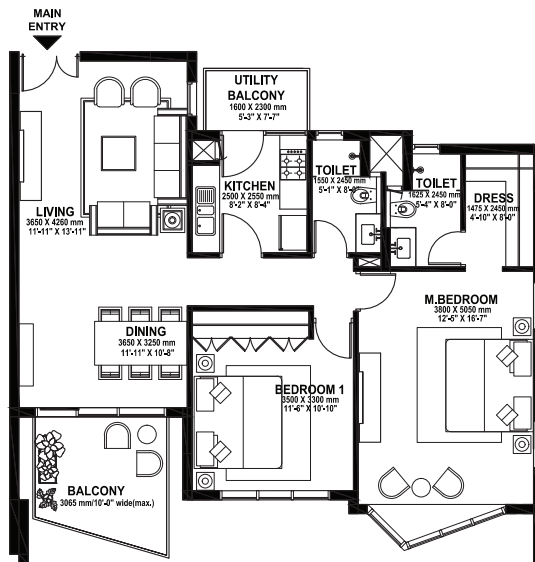 MAIN
ENTRY
UTILITY
BALCONY
1600 X 2300 mm
5'-3" X 7'-7"
KITCHEN
2500 X 2550 mm
8'-2" X 8'-4"
TOILET
1550 X 2450 mm
5'-1" X 8'-0"
TOILET
1625 X 2450 mm
5'-4" X 8'-0"
DRESS
1475 X 2450 mm
4'-10" X 8'-0"
LIVING
3650 X 4260 mm
11'-11" X 13'-11"
M.BEDROOM
3800 X 5050 mm
12'-5" X 16'-7"
DINING
3650 X 3250 mm
11'-11" X 10'-8"
BEDROOM 1
3500 X 3300 mm
11'-6" X 10'-10"
BALCONY
3065 mm/10'-0" wide(max.)